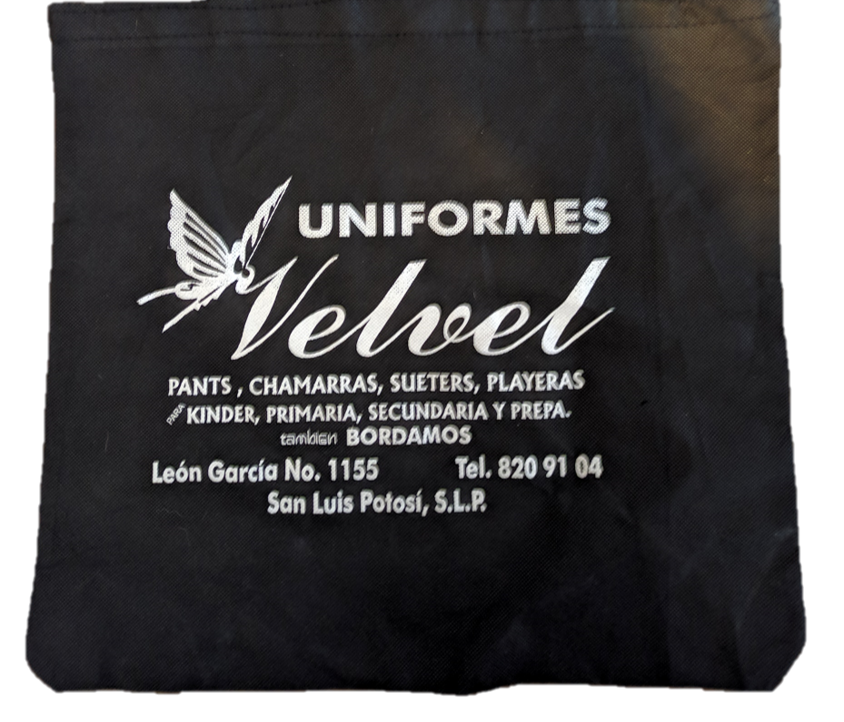 UNIFORMES
Velvel
PANTS , CHAMARRAS, SUETERS, PLAYERAS
PARA KINDER, PRIMARIA, SECUNDARIA Y PREPA.
tambien BORDAMOS
León García No. 1155 Tel. 820 91 04
San Luis Potosí, S.L.P.